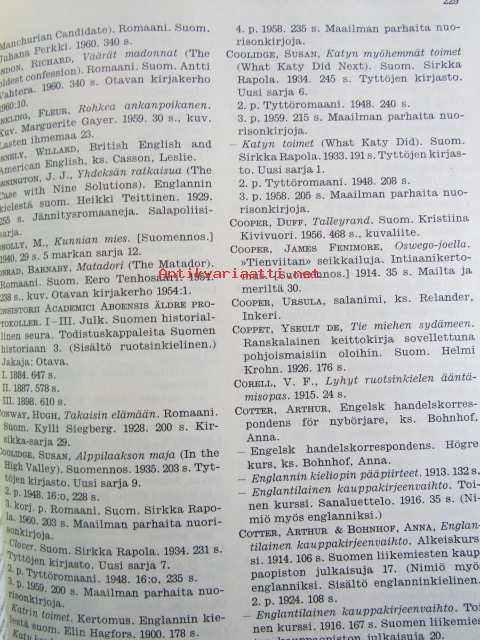 229
Manchurian Candidate). Romaani. Suom.
Juhana Perkki. 1960. 340 s.
RICHARD, Väärät madonnat (The
oldest confession). Romaani. Suom. Antti
Vahtera. 1960. 340 s. Otavan kirjakerho
1960:10.
FLEUR, Rohkea ankanpoikanen.
Kuv. Marguerite Gayer. 1959. 30 s., kuv.
Lasten ihmemaa 23.
WILLARD, British English and
American English, ks. Casson, Leslie.
J. J., Yhdeksän ratkaisua (The
Case with Nine Solutions). Englannin
kielestä suom. Heikki Teittinen. 1929.
255 s. Jännitysromaaneja. Salapoliisi-
sarja.
CONNOLLY, M., Kunnian mies. [Suomennos.]
1940. 29 s. 5 markan sarja 12.
CONRAD, BARNABY, Matadori (The Matador).
Romaani. Suom. Eero Tenhosaari. 1954.
238 s., kuv. Otavan kirjakerho 1954:1.
CONSISTORII ACADEMICI ABOENSIS ÄLDRE PRO-
TOKOLLER. I–III. Julk. Suomen historial-
linen seura. Todistuskappaleita Suomen
historiaan 3. (Sisältö ruotsinkielinen.)
Jakaja: Otava.
I. 1884. 647 s.
II. 1887. 578 s.
III. 1898. 610 s.
CONWAY, HUGH, Takaisin elämään. Romaani.
Suom. Kylli Siegberg. 1928. 200 s. Kir-
sikka-sarja 29.
COOLIDGE, SUSAN, Alppilaakson maja (In the
High Valley). Suomennos. 1935. 203 s. Tyt-
töjen kirjasto. Uusi sarja 9.
2 p. 1948. 16:o, 228 s.
3. korj. p. Romaani. Suom. Sirkka Rapo-
la. 1960. 203 s. Maailman parhaita nuori-
sonkirjoja.
— Clover. Suom. Sirkka Rapola. 1934. 231 s.
Tyttöjen kirjasto. Uusi sarja 7.
2. p. Tyttöromaani. 1948. 16:o, 235 s.
3. p. 1959. 200 s. Maailman parhaita nuo-
risonkirjoja.
Katrin toimet. Kertomus. Englannin kie-
lestä suom. Elin Hagfors. 1900. 178 s.
4. p. 1958. 235 s. Maailman parhaita nuo-
risonkirjoja.
COOLIDGE, SUSAN, Katyn myöhemmät toimet
(What Katy Did Next). Suom. Sirkka
Rapola. 1934. 245 s. Tyttöjen kirjasto.
Uusi sarja 6.
2. p. Tyttöromaani. 1948. 240 s.
3. p. 1959. 215 s. Maailman parhaita nuo-
risonkirjoja.
— Katyn toimet (What Katy Did). Suom.
Sirkka Rapola. 1933. 191 s. Tyttöjen kirjas-
to. Uusi sarja 1.
2. p. Tyttöromaani. 1948. 208 s.
3. p. 1958. 205 s. Maailman parhaita nuo-
risonkirjoja.
COOPER, DUFF, Talleyrand. Suom. Kristiina
Kivivuori. 1956. 468 s., kuvaliite.
COOPER, JAMES FENIMORE, Oswego-joella.
»Tienviitan» seikkailuja. Intiaanikerto-
mus. [Suomennos.] 1914. 35 s. Mailta ja
meriltä 30.
COOPER, URSULA, salanimi, ks. Relander,
Inkeri.
COPPET, YSEULT DE, Tie miehen sydämeen.
Ranskalainen keittokirja sovellettuna
pohjoismaisiin oloihin. Suom. Helmi
Krohn. 1926. 176 s.
CORELL, V. F., Lyhyt ruotsinkielen ääntä-
misopas. 1915. 24 s.
COTTER, ARTHUR, Engelsk handelskorres-
pondens för nybörjare, ks. Bohnhof,
Anna.
— Engelsk handelskorrespondens. Högre
kurs, ks. Bohnhof, Anna.
— Englannin kieliopin pääpiirteet. 1913. 132 s.
— Englantilainen kauppakirjeenvaihto. Toi-
nen kurssi. Sanaluettelo. 1916. 35 s. (Ni-
miö myös englanniksi.)
COTTER, ARTHUR & BOHNHOF, ANNA, Englan-
tilainen kauppakirjeenvaihto. Alkeiskurs-
si. 1914. 106 s. Suomen liikemiesten kaup-
paopiston julkaisuja 17. (Nimiö myös
englanniksi. Sisältö englanninkielinen.)
2. p. 1924. 108 s.
— Englantilainen kauppakirjeenvaihto. Toi-
nen kurssi. 1916. 167 s. Suomen liikemiesten
kauppaopiston julkaisuja 20.
Antikvariaatti.net